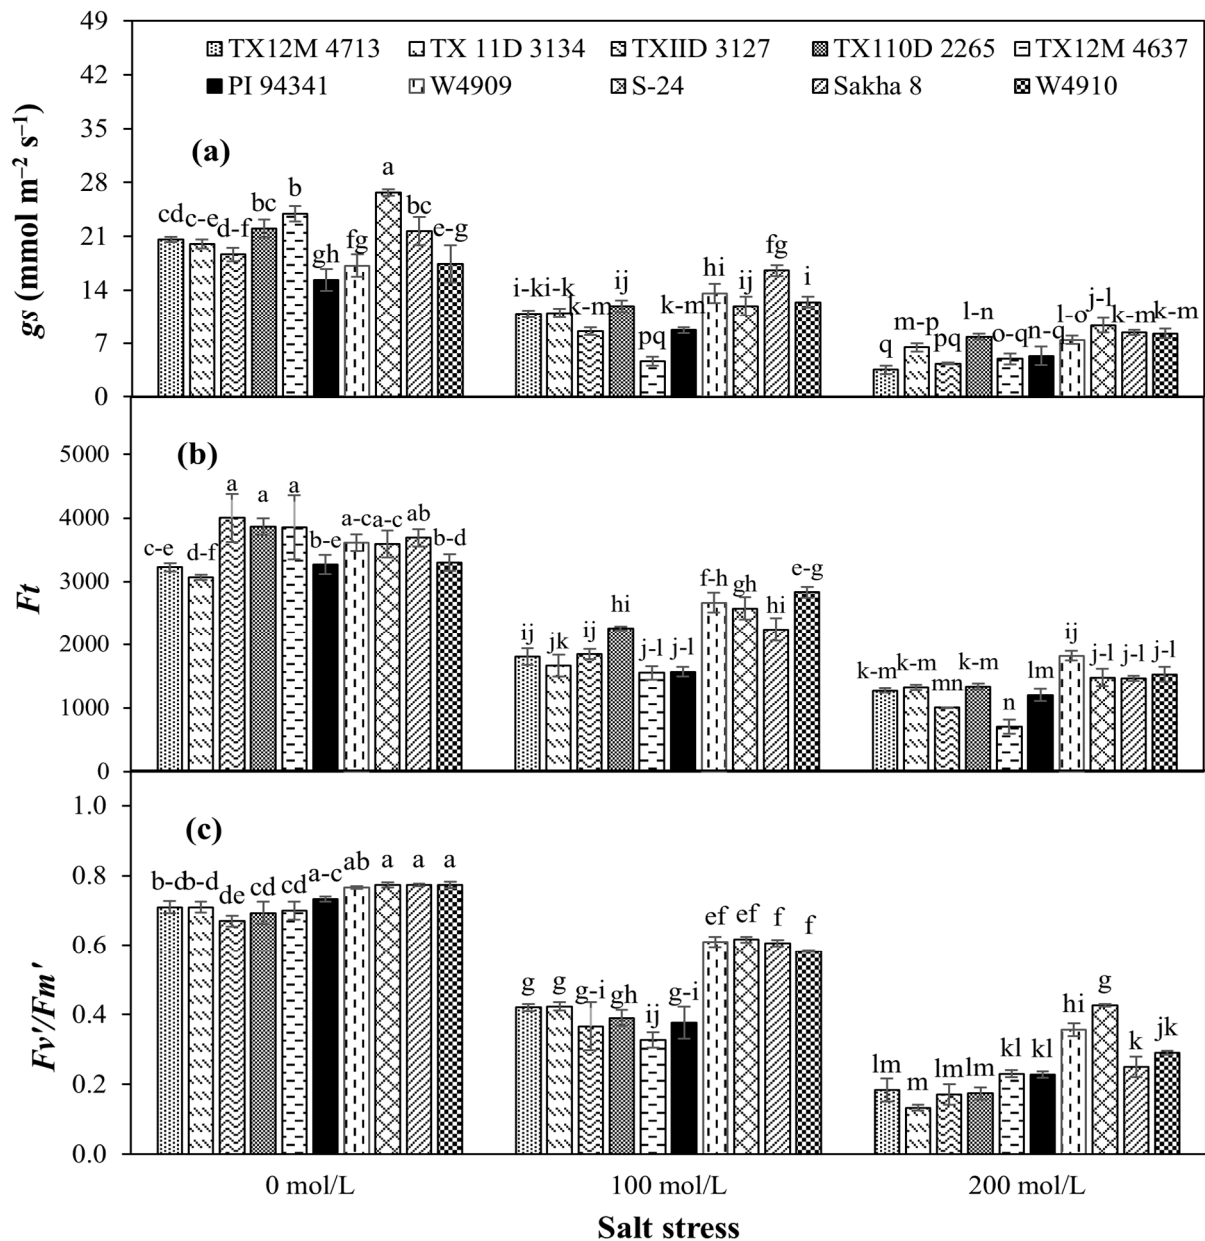 49
42
35
28
21
14
7
0
gs (mmol m⁻² s⁻¹)
TX12M 4713 TX 11D 3134 TXIID 3127 TX110D 2265 TX12M 4637
PI 94341 W4909 S-24 Sakha 8 W4910
(a)
cd c-e d-f bc b gh fg a bc e-g
i-k i-k k-m ij pq k-m hi ij fg i
q m-p pq l-n o-q n-q l-o j-l k-m k-m
5000
4000
3000
2000
1000
0
Ft
(b)
c-e d-f a a a b-e a-c a-c ab b-d
ij jk ij hi j-l j-l f-h gh hi e-g
k-m k-m mn k-m n lm ij j-l j-l j-l
1.0
0.8
0.6
0.4
0.2
0.0
Fv'/Fm'
(c)
b-d b-d de cd cd a-c ab a a a
g g g-i gh ij g-i ef ef f f
lm m lm lm kl kl hi g k jk
0 mol/L 100 mol/L 200 mol/L
Salt stress